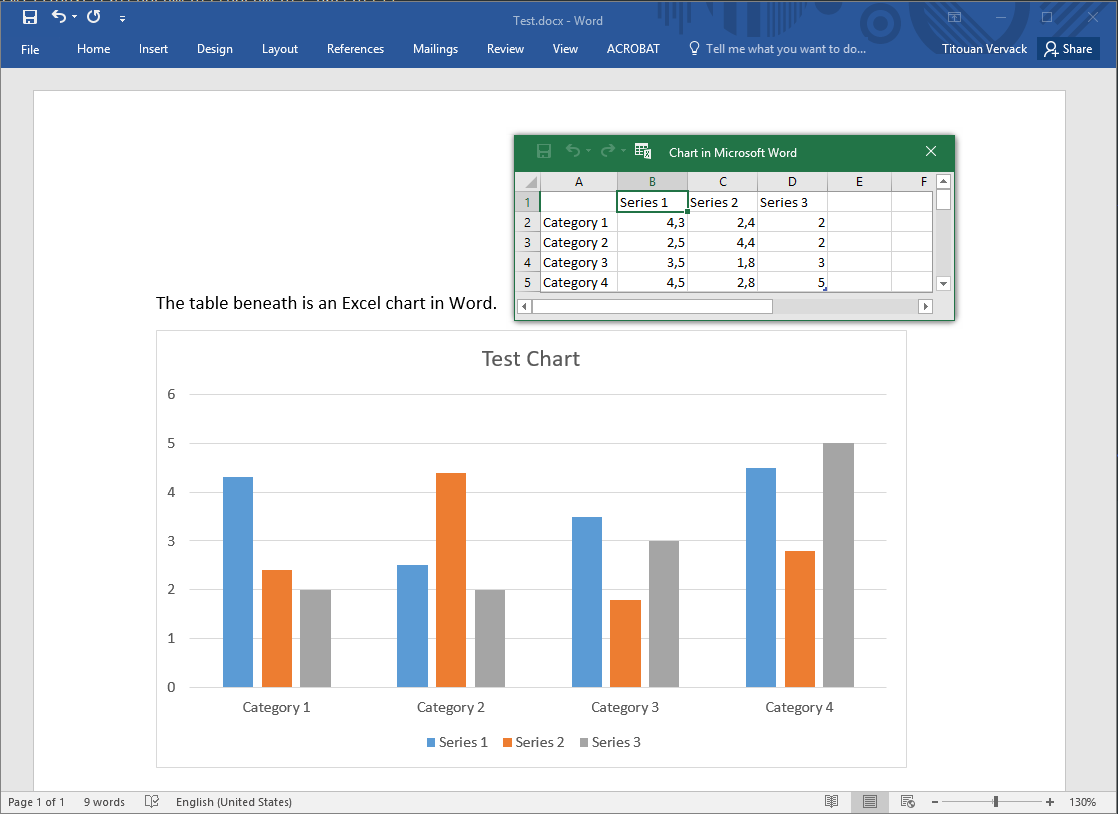 Test.docx - Word
File Home Insert Design Layout References Mailings Review View ACROBAT Tell me what you want to do... Titouan Vervack Share
Chart in Microsoft Word
A B C D E F
1 Series 1 Series 2 Series 3
2 Category 1 4,3 2,4 2
3 Category 2 2,5 4,4 2
4 Category 3 3,5 1,8 3
5 Category 4 4,5 2,8 5
The table beneath is an Excel chart in Word.
Test Chart
6
5
4
3
2
1
0
Category 1 Category 2 Category 3 Category 4
Series 1 Series 2 Series 3
Page 1 of 1 9 words English (United States) 130%